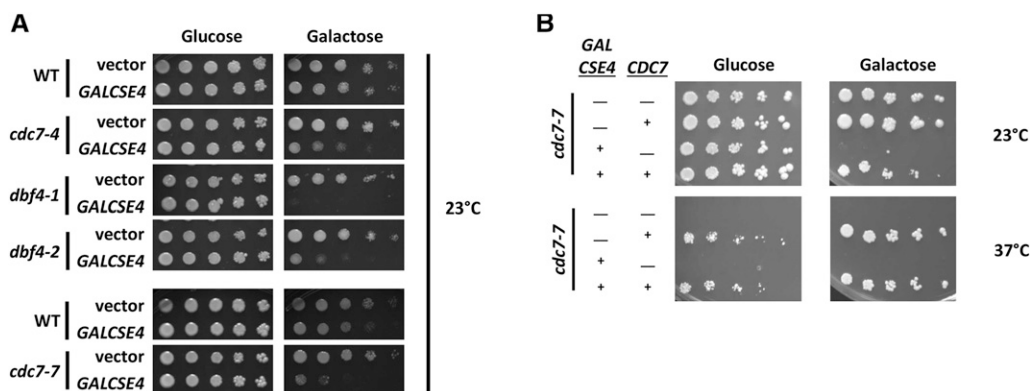 A
Glucose Galactose
WT vector
GALCSE4
cdc7-4 vector
GALCSE4
dbf4-1 vector
GALCSE4
dbf4-2 vector
GALCSE4
WT vector
GALCSE4
cdc7-7 vector
GALCSE4
23°C
B
GAL
CSE4 CDC7 Glucose Galactose
cdc7-7
— —
— +
+ —
+ +
23°C
cdc7-7
— —
— +
+ —
+ +
37°C